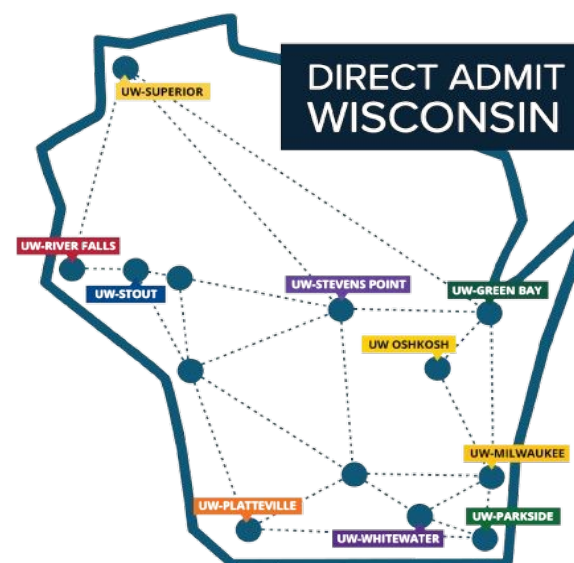 DIRECT ADMIT
WISCONSIN
UW-SUPERIOR
UW-RIVER FALLS
UW-STOUT
UW-STEVENS POINT
UW-GREEN BAY
UW OSHKOSH
UW-MILWAUKEE
UW-PLATTEVILLE
UW-PARKSIDE
UW-WHITEWATER